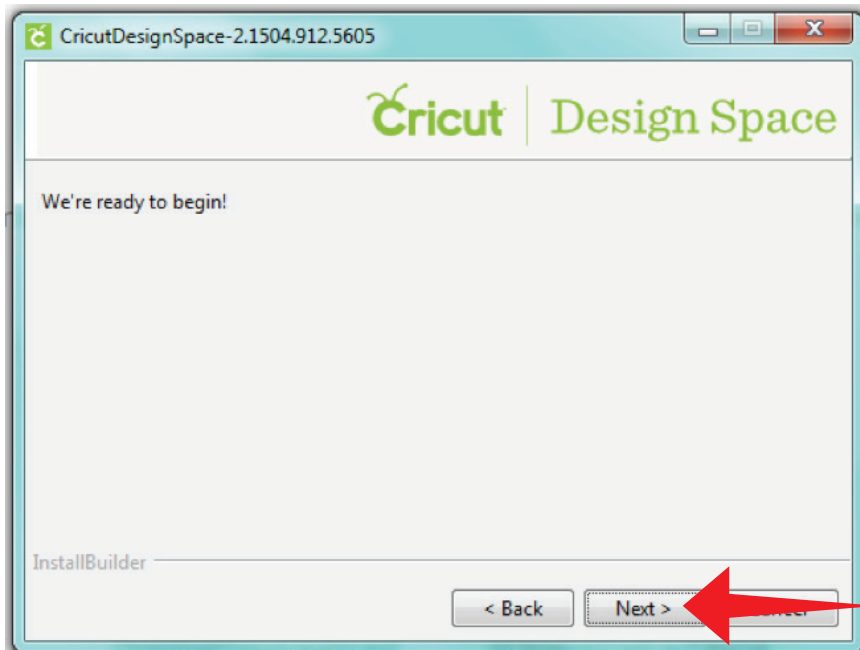 CricutDesignSpace-2.1504.912.5605
Cricut Design Space
We're ready to begin!
InstallBuilder
< Back Next >